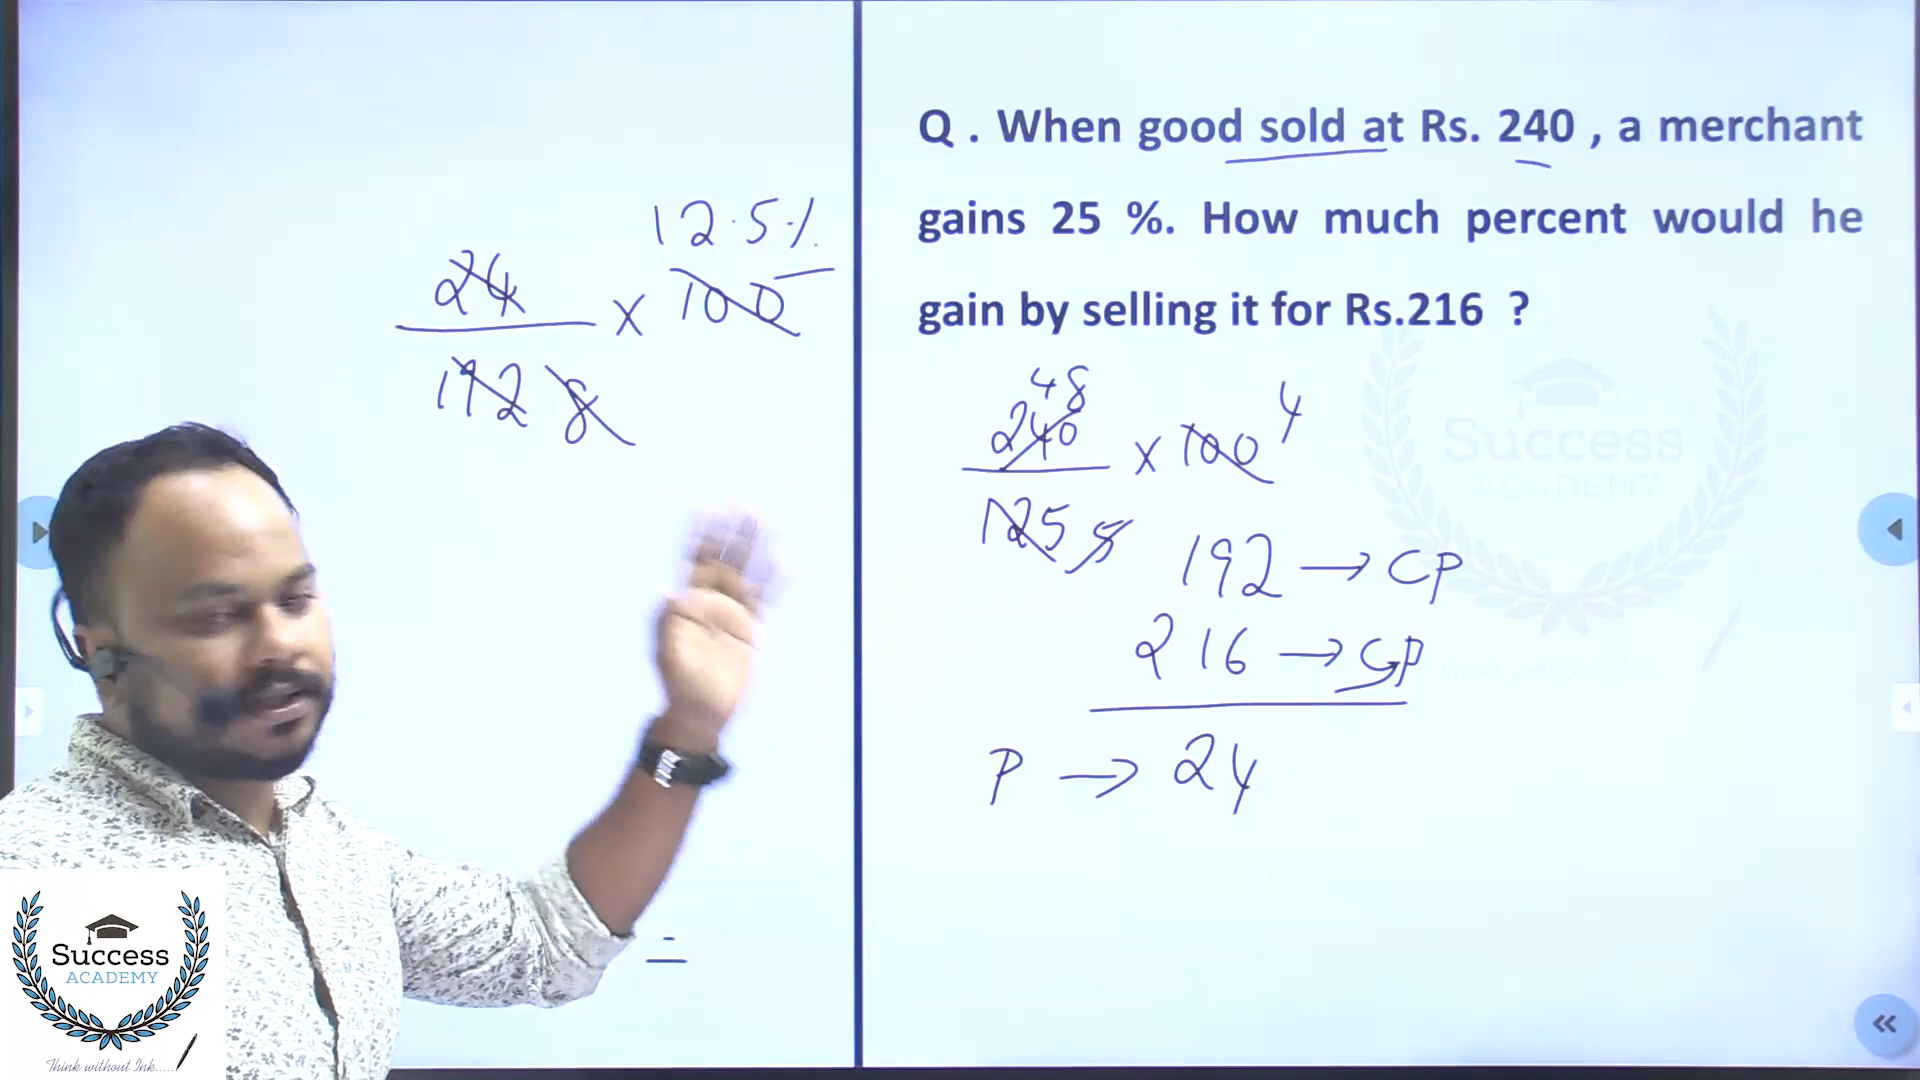 Q . When good sold at Rs. 240 , a merchant
gains 25 %. How much percent would he
gain by selling it for Rs.216 ?
12.5%
24 × 100
192 8
48
240 × 100 4
125 5
192 → CP
216 → SP
P → 24
Success
ACADEMY
Success
ACADEMY
Think without Ink.....